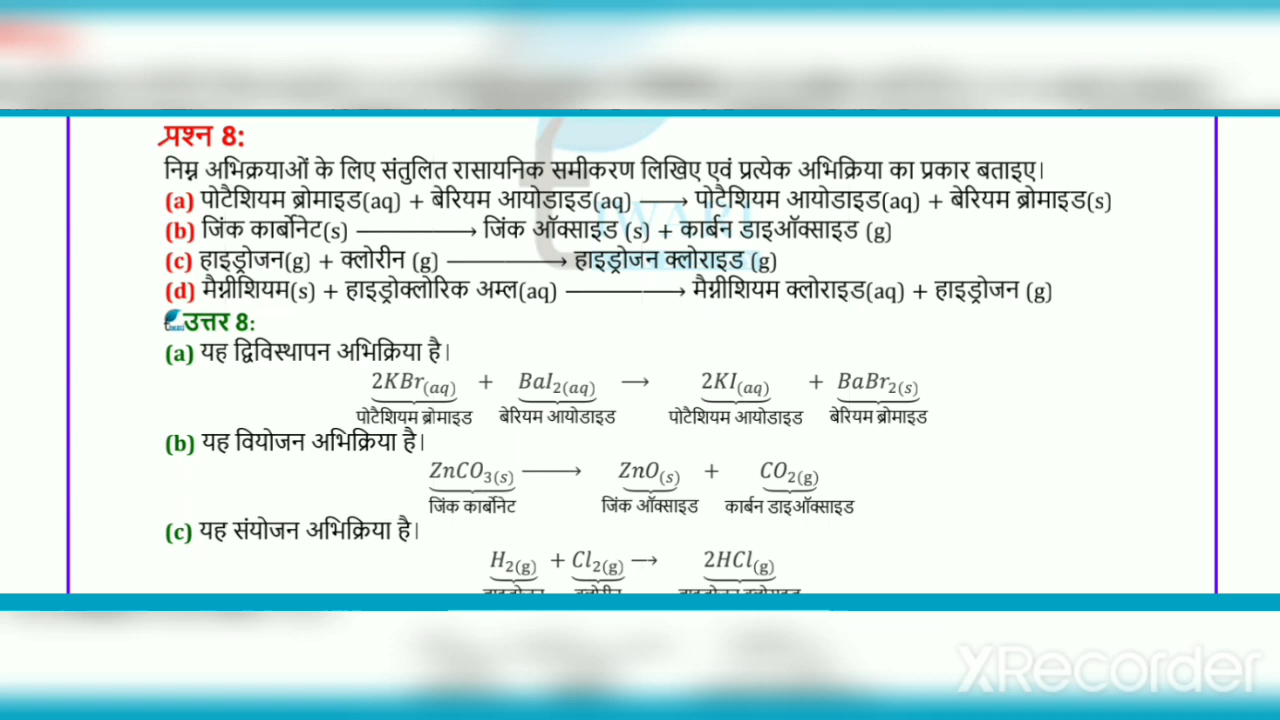 प्रश्न 8:
निम्न अभिक्रयाओं के लिए संतुलित रासायनिक समीकरण लिखिए एवं प्रत्येक अभिक्रिया का प्रकार बताइए।
(a) पोटैशियम ब्रोमाइड(aq) + बेरियम आयोडाइड(aq) ⟶ पोटैशियम आयोडाइड(aq) + बेरियम ब्रोमाइड(s)
(b) जिंक कार्बोनेट(s) ⟶ जिंक ऑक्साइड (s) + कार्बन डाइऑक्साइड (g)
(c) हाइड्रोजन(g) + क्लोरीन (g) ⟶ हाइड्रोजन क्लोराइड (g)
(d) मैग्नीशियम(s) + हाइड्रोक्लोरिक अम्ल(aq) ⟶ मैग्नीशियम क्लोराइड(aq) + हाइड्रोजन (g)
उत्तर 8:
(a) यह द्विविस्थापन अभिक्रिया है।
2KBr(aq) + BaI2(aq) ⟶ 2KI(aq) + BaBr2(s)
पोटैशियम ब्रोमाइड बेरियम आयोडाइड पोटैशियम आयोडाइड बेरियम ब्रोमाइड
(b) यह वियोजन अभिक्रिया है।
ZnCO3(s) ⟶ ZnO(s) + CO2(g)
जिंक कार्बोनेट जिंक ऑक्साइड कार्बन डाइऑक्साइड
(c) यह संयोजन अभिक्रिया है।
H2(g) + Cl2(g) ⟶ 2HCl(g)
XRecorder